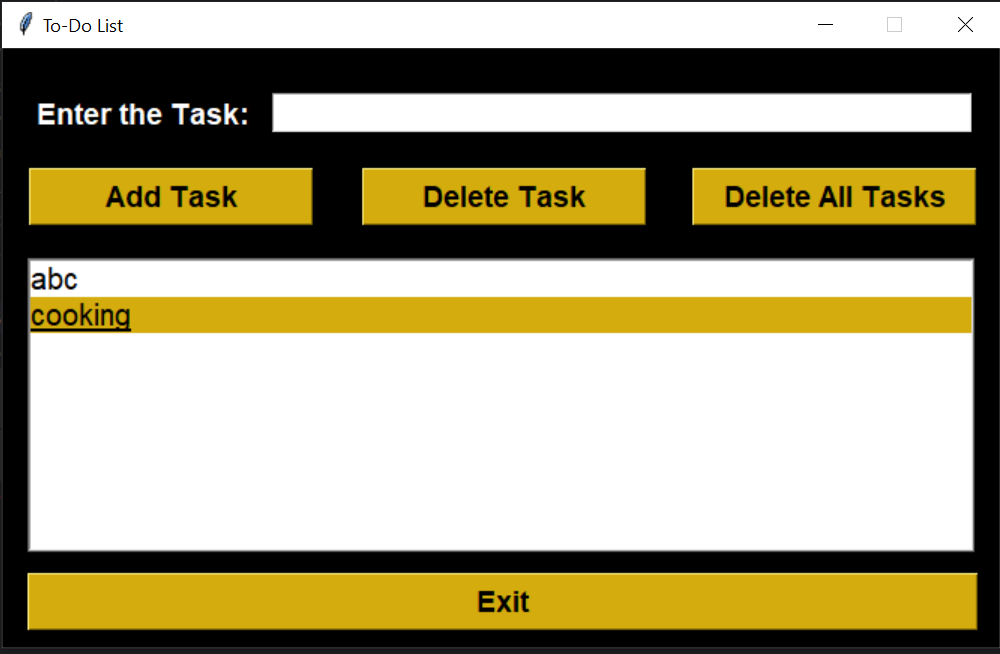 To-Do List
Enter the Task:
Add Task Delete Task Delete All Tasks
abc
cooking
Exit